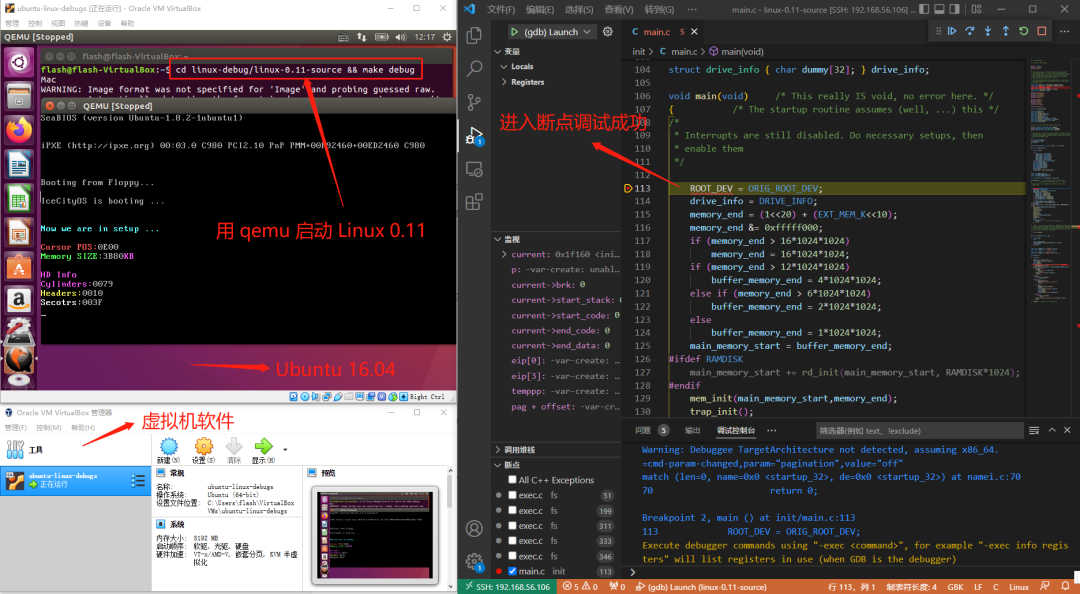 ubuntu-linux-debugs [正在运行] - Oracle VM VirtualBox
管理 控制 视图 热键 设备 帮助
QEMU [Stopped]
12:17
flash@flash-VirtualBox: ~
flash@flash-VirtualBox:~$ cd linux-debug/linux-0.11-source && make debug
Mac
WARNING: Image format was not specified for 'Image' and probing guessed raw.
QEMU [Stopped]
SeaBIOS (version Ubuntu-1.8.2-1ubuntu1)
iPXE (http://ipxe.org) 00:03.0 C980 PCI2.10 PnP PMM+00F92460+00ED2460 C980
Booting from Floppy...
IceCityOS is booting ...
Now we are in setup ...
Cursor POS:0E00
Memory SIZE:3B80KB
HD Info
Cylinders:0079
Headers:0010
Secotrs:003F
用 qemu 启动 Linux 0.11
Ubuntu 16.04
Right Ctrl
Oracle VM VirtualBox 管理器
管理(F) 控制(M) 帮助(H)
虚拟机软件
工具
新建(N) 设置(S) 清除 显示(H)
ubuntu-linux-debugs
正在运行
常规
名称: ubuntu-linux-debugs
操作系统: Ubuntu (64-bit)
设置文件位置: C:\Users\flash\VirtualBox
VMs\ubuntu-linux-debugs
系统
内存大小: 8192 MB
启动顺序: 软驱, 光驱, 硬盘
硬件加速: VT-x/AMD-V, 嵌套分页, KVM 半虚
拟化
预览
文件(F) 编辑(E) 选择(S) 查看(V) 转到(G) ···
main.c - linux-0.11-source [SSH: 192.168.56.106] ...
(gdb) Launch
变量
Locals
Registers
监视
current: 0x1f160 <ini…
p: -var-create: unabl…
current->brk: 0
current->start_stack: 0
current->start_code: 0
current->end_code: 0
current->end_data: 0
eip[0]: -var-create: …
eip[3]: -var-create: …
temppp: -var-create: …
pag + offset: -var-cr…
调用堆栈
断点
All C++ Exceptions
exec.c fs 51
exec.c fs 199
exec.c fs 311
exec.c fs 333
exec.c fs 346
main.c init 113
main.c 5
init > main.c > main(void)
104 struct drive_info { char dummy[32]; } drive_info;
105
106 void main(void) /* This really IS void, no error here. */
107 { /* The startup routine assumes (well, ...) this */
进入断点调试成功
/*
109 * Interrupts are still disabled. Do necessary setups, then
110 * enable them
111 */
112
113 ROOT_DEV = ORIG_ROOT_DEV;
114 drive_info = DRIVE_INFO;
115 memory_end = (1<<20) + (EXT_MEM_K<<10);
116 memory_end &= 0xfffff000;
117 if (memory_end > 16*1024*1024)
118 memory_end = 16*1024*1024;
119 if (memory_end > 12*1024*1024)
120 buffer_memory_end = 4*1024*1024;
121 else if (memory_end > 6*1024*1024)
122 buffer_memory_end = 2*1024*1024;
123 else
124 buffer_memory_end = 1*1024*1024;
125 main_memory_start = buffer_memory_end;
126 #ifdef RAMDISK
127 main_memory_start += rd_init(main_memory_start, RAMDISK*1024);
128 #endif
129 mem_init(main_memory_start,memory_end);
130 trap_init();
问题 5 输出 调试控制台 ···
筛选器(例如 text、!exclude)
Warning: Debuggee TargetArchitecture not detected, assuming x86_64.
=cmd-param-changed,param="pagination",value="off"
match (len=0, name=0x0 <startup_32>, de=0x0 <startup_32>) at namei.c:70
70 return 0;
Breakpoint 2, main () at init/main.c:113
113 ROOT_DEV = ORIG_ROOT_DEV;
Execute debugger commands using "-exec <command>", for example "-exec info regis
ters" will list registers in use (when GDB is the debugger)
SSH: 192.168.56.106 5 0 0 (gdb) Launch (linux-0.11-source) 行 113，列 1 制表符长度: 4 GBK LF C Linux